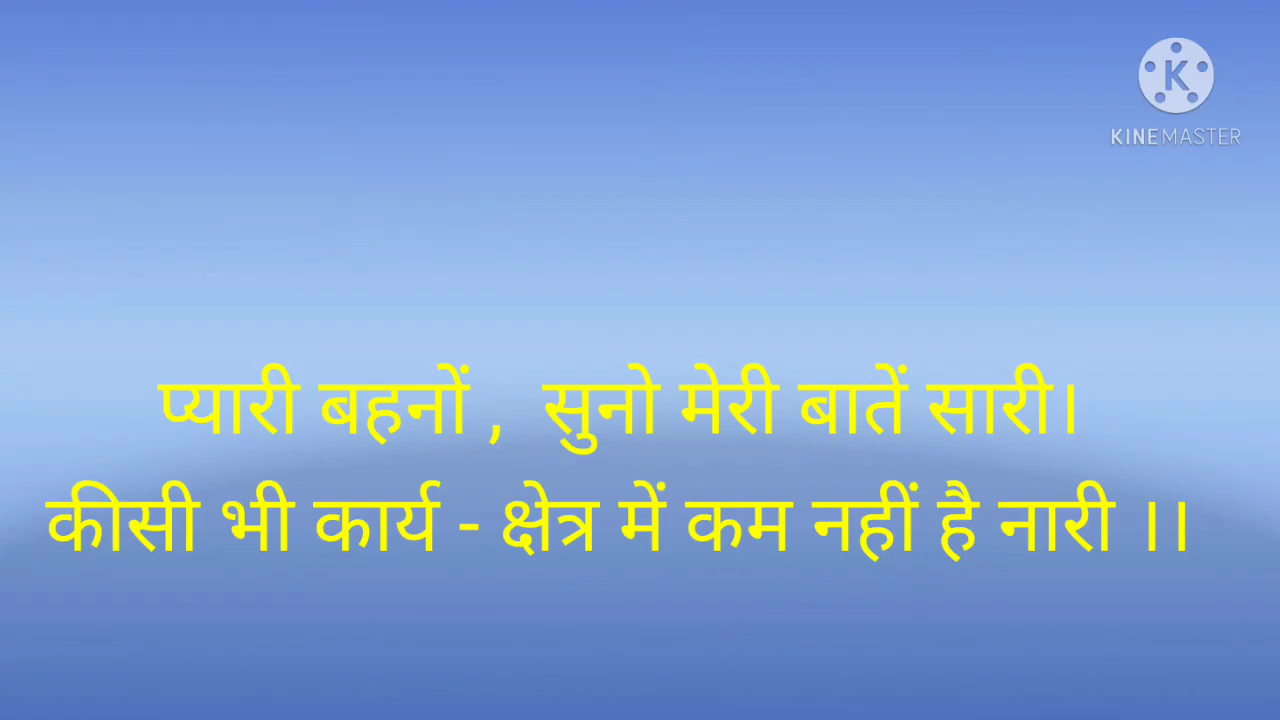 K
KINEMASTER
प्यारी बहनों , सुनो मेरी बातें सारी।
कीसी भी कार्य - क्षेत्र में कम नहीं है नारी ।।